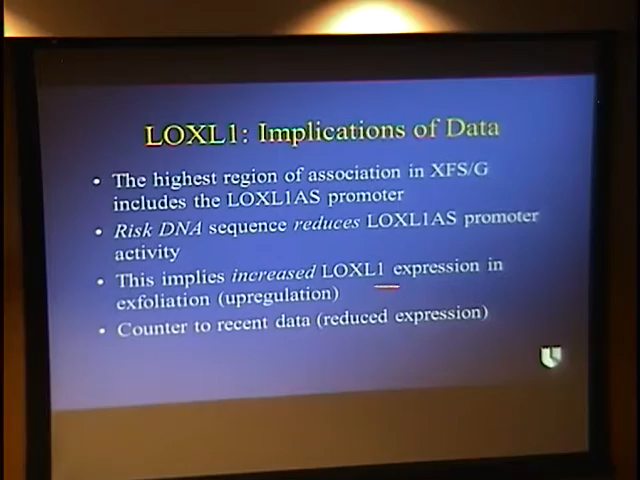 LOXL1: Implications of Data
• The highest region of association in XFS/G
includes the LOXL1AS promoter
• Risk DNA sequence reduces LOXL1AS promoter
activity
• This implies increased LOXL1 expression in
exfoliation (upregulation)
• Counter to recent data (reduced expression)